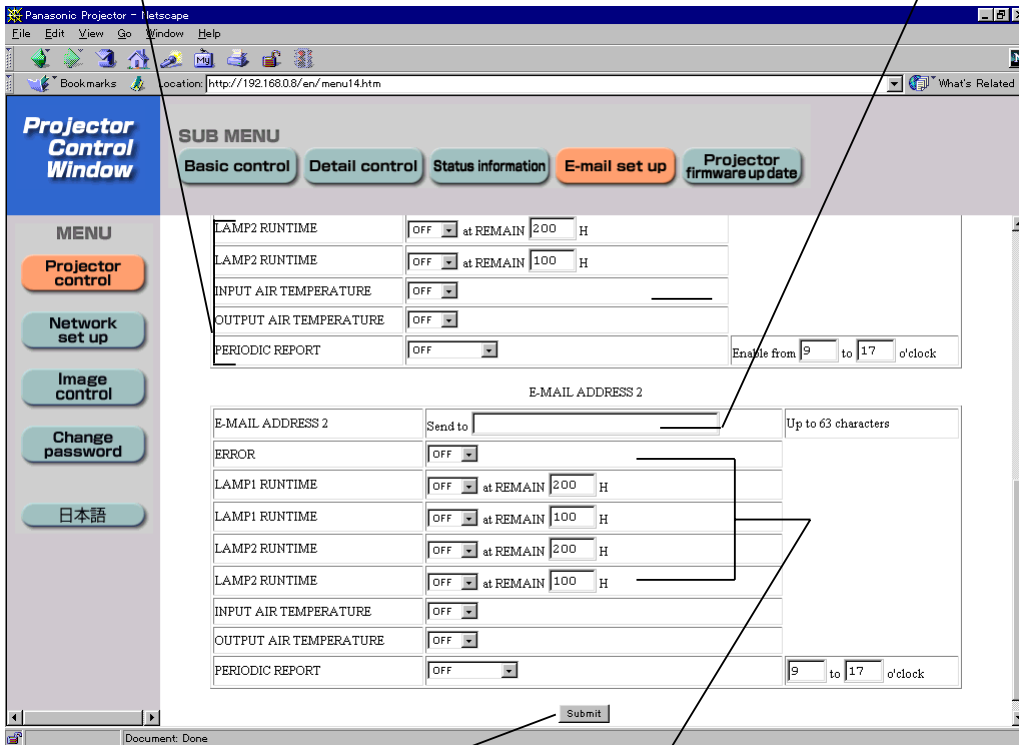 Panasonic Projector - Netscape
File Edit View Go Window Help
My
Bookmarks Location: http://192.168.0.8/en/menu14.htm What's Related
Projector
Control
Window
SUB MENU
Basic control Detail control Status information E-mail set up Projector firmware up date
MENU
Projector control
Network set up
Image control
Change password
日本語
LAMP2 RUNTIME OFF at REMAIN 200 H
LAMP2 RUNTIME OFF at REMAIN 100 H
INPUT AIR TEMPERATURE OFF
OUTPUT AIR TEMPERATURE OFF
PERIODIC REPORT OFF Enable from 9 to 17 o'clock
E-MAIL ADDRESS 2
E-MAIL ADDRESS 2 Send to Up to 63 characters
ERROR OFF
LAMP1 RUNTIME OFF at REMAIN 200 H
LAMP1 RUNTIME OFF at REMAIN 100 H
LAMP2 RUNTIME OFF at REMAIN 200 H
LAMP2 RUNTIME OFF at REMAIN 100 H
INPUT AIR TEMPERATURE OFF
OUTPUT AIR TEMPERATURE OFF
PERIODIC REPORT OFF 9 to 17 o'clock
Submit
Document: Done